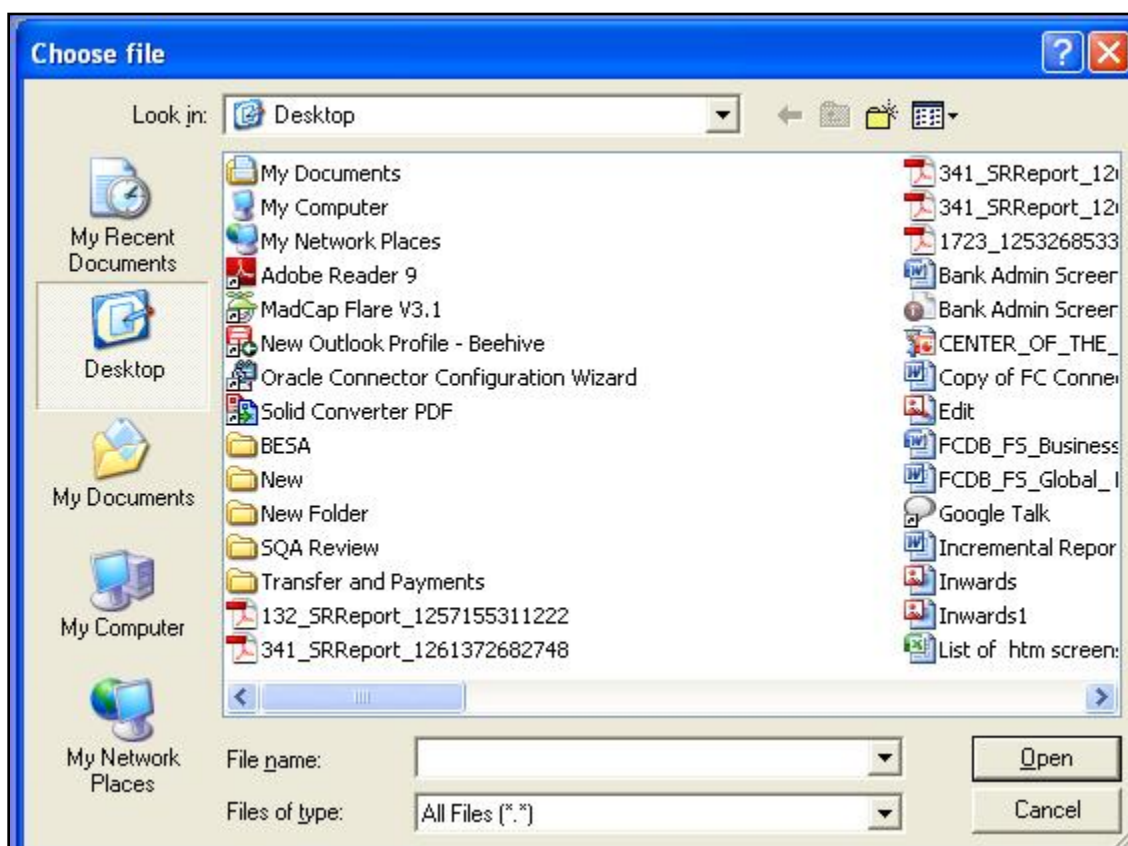 Choose file
Look in:
Desktop
My Recent
Documents
Desktop
My Documents
My Computer
My Network
Places
My Documents
My Computer
My Network Places
Adobe Reader 9
MadCap Flare V3.1
New Outlook Profile - Beehive
Oracle Connector Configuration Wizard
Solid Converter PDF
BESA
New
New Folder
SQA Review
Transfer and Payments
132_SRReport_1257155311222
341_SRReport_1261372682748
341_SRReport_12
341_SRReport_12
1723_1253268533
Bank Admin Screen
Bank Admin Screen
CENTER_OF_THE_
Copy of FC Conne
Edit
FCDB_FS_Business
FCDB_FS_Global_
Google Talk
Incremental Repor
Inwards
Inwards1
List of htm screen
File name:
Open
Files of type:
All Files (*.*)
Cancel